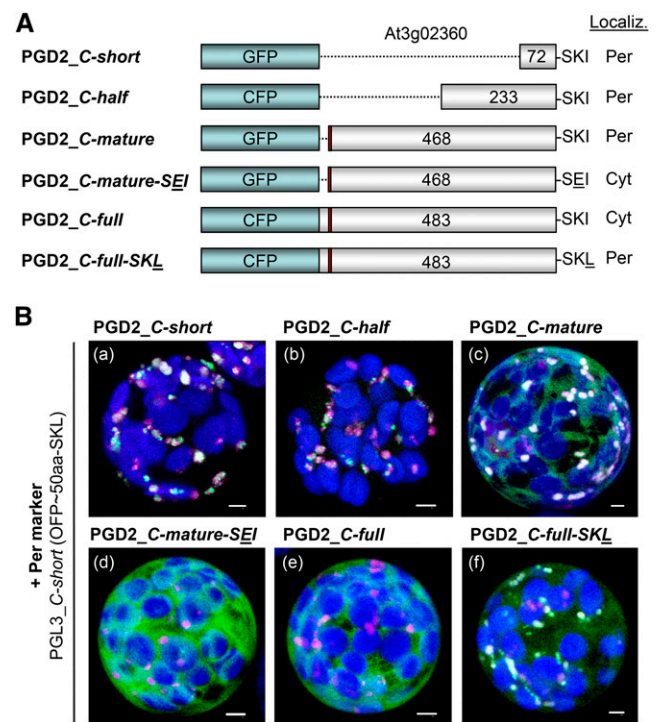 A
At3g02360
Localiz.
PGD2_C-short GFP 72 -SKI Per
PGD2_C-half CFP 233 -SKI Per
PGD2_C-mature GFP 468 -SKI Per
PGD2_C-mature-SEI GFP 468 -SEI Cyt
PGD2_C-full CFP 483 -SKI Cyt
PGD2_C-full-SKL CFP 483 -SKL Per
B
+ Per marker
PGL3_C-short (OFP~50aa-SKL)
PGD2_C-short PGD2_C-half PGD2_C-mature
(a) (b) (c)
PGD2_C-mature-SEI PGD2_C-full PGD2_C-full-SKL
(d) (e) (f)